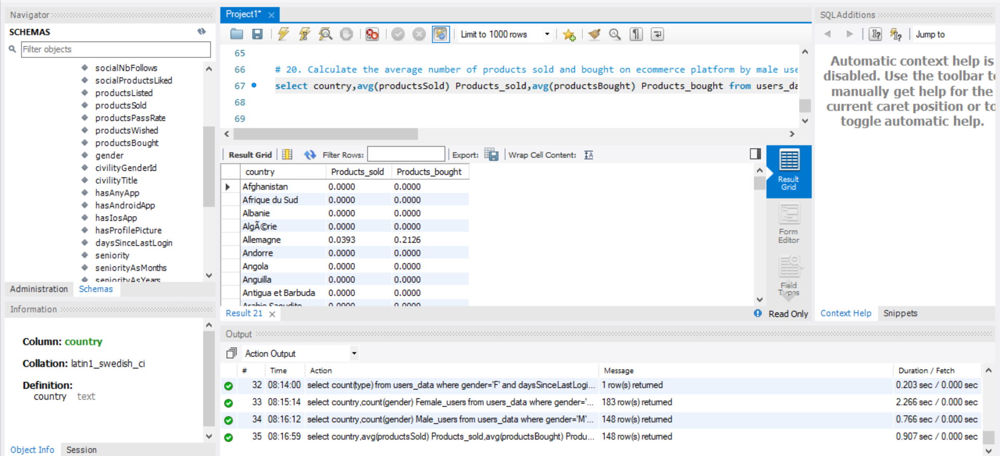 Navigator
SCHEMAS
Filter objects
socialNbFollows
socialProductsLiked
productsListed
productsSold
productsPassRate
productsWished
productsBought
gender
civilityGenderId
civilityTitle
hasAnyApp
hasAndroidApp
hasIosApp
hasProfilePicture
daysSinceLastLogin
seniority
seniorityAsMonths
seniorityAsYears
Administration Schemas
Information
Column: country
Collation: latin1_swedish_ci
Definition:
country text
Object Info Session
Project1*
Limit to 1000 rows
65
66 # 20. Calculate the average number of products sold and bought on ecommerce platform by male use
67 select country,avg(productsSold) Products_sold,avg(productsBought) Products_bought from users_da
68
69
Result Grid Filter Rows: Export: Wrap Cell Content:
country Products_sold Products_bought
Afghanistan 0.0000 0.0000
Afrique du Sud 0.0000 0.0000
Albanie 0.0000 0.0000
AlgÃ©rie 0.0000 0.0000
Allemagne 0.0393 0.2126
Andorre 0.0000 0.0000
Angola 0.0000 0.0000
Anguilla 0.0000 0.0000
Antigua et Barbuda 0.0000 0.0000
Arabie Saoudite 0.0000 0.0000
Result
Grid
Form
Editor
Field
Types
Result 21
Read Only
Output
Action Output
# Time Action Message Duration / Fetch
32 08:14:00 select count(type) from users_data where gender='F' and daysSinceLastLogi... 1 row(s) returned 0.203 sec / 0.000 sec
33 08:15:14 select country,count(gender) Female_users from users_data where gender='... 183 row(s) returned 2.266 sec / 0.000 sec
34 08:16:12 select country,count(gender) Male_users from users_data where gender='M'... 148 row(s) returned 0.766 sec / 0.000 sec
35 08:16:59 select country,avg(productsSold) Products_sold,avg(productsBought) Produ... 148 row(s) returned 0.907 sec / 0.000 sec
SQLAdditions
Jump to
Automatic context help is
disabled. Use the toolbar to
manually get help for the
current caret position or to
toggle automatic help.
Context Help Snippets